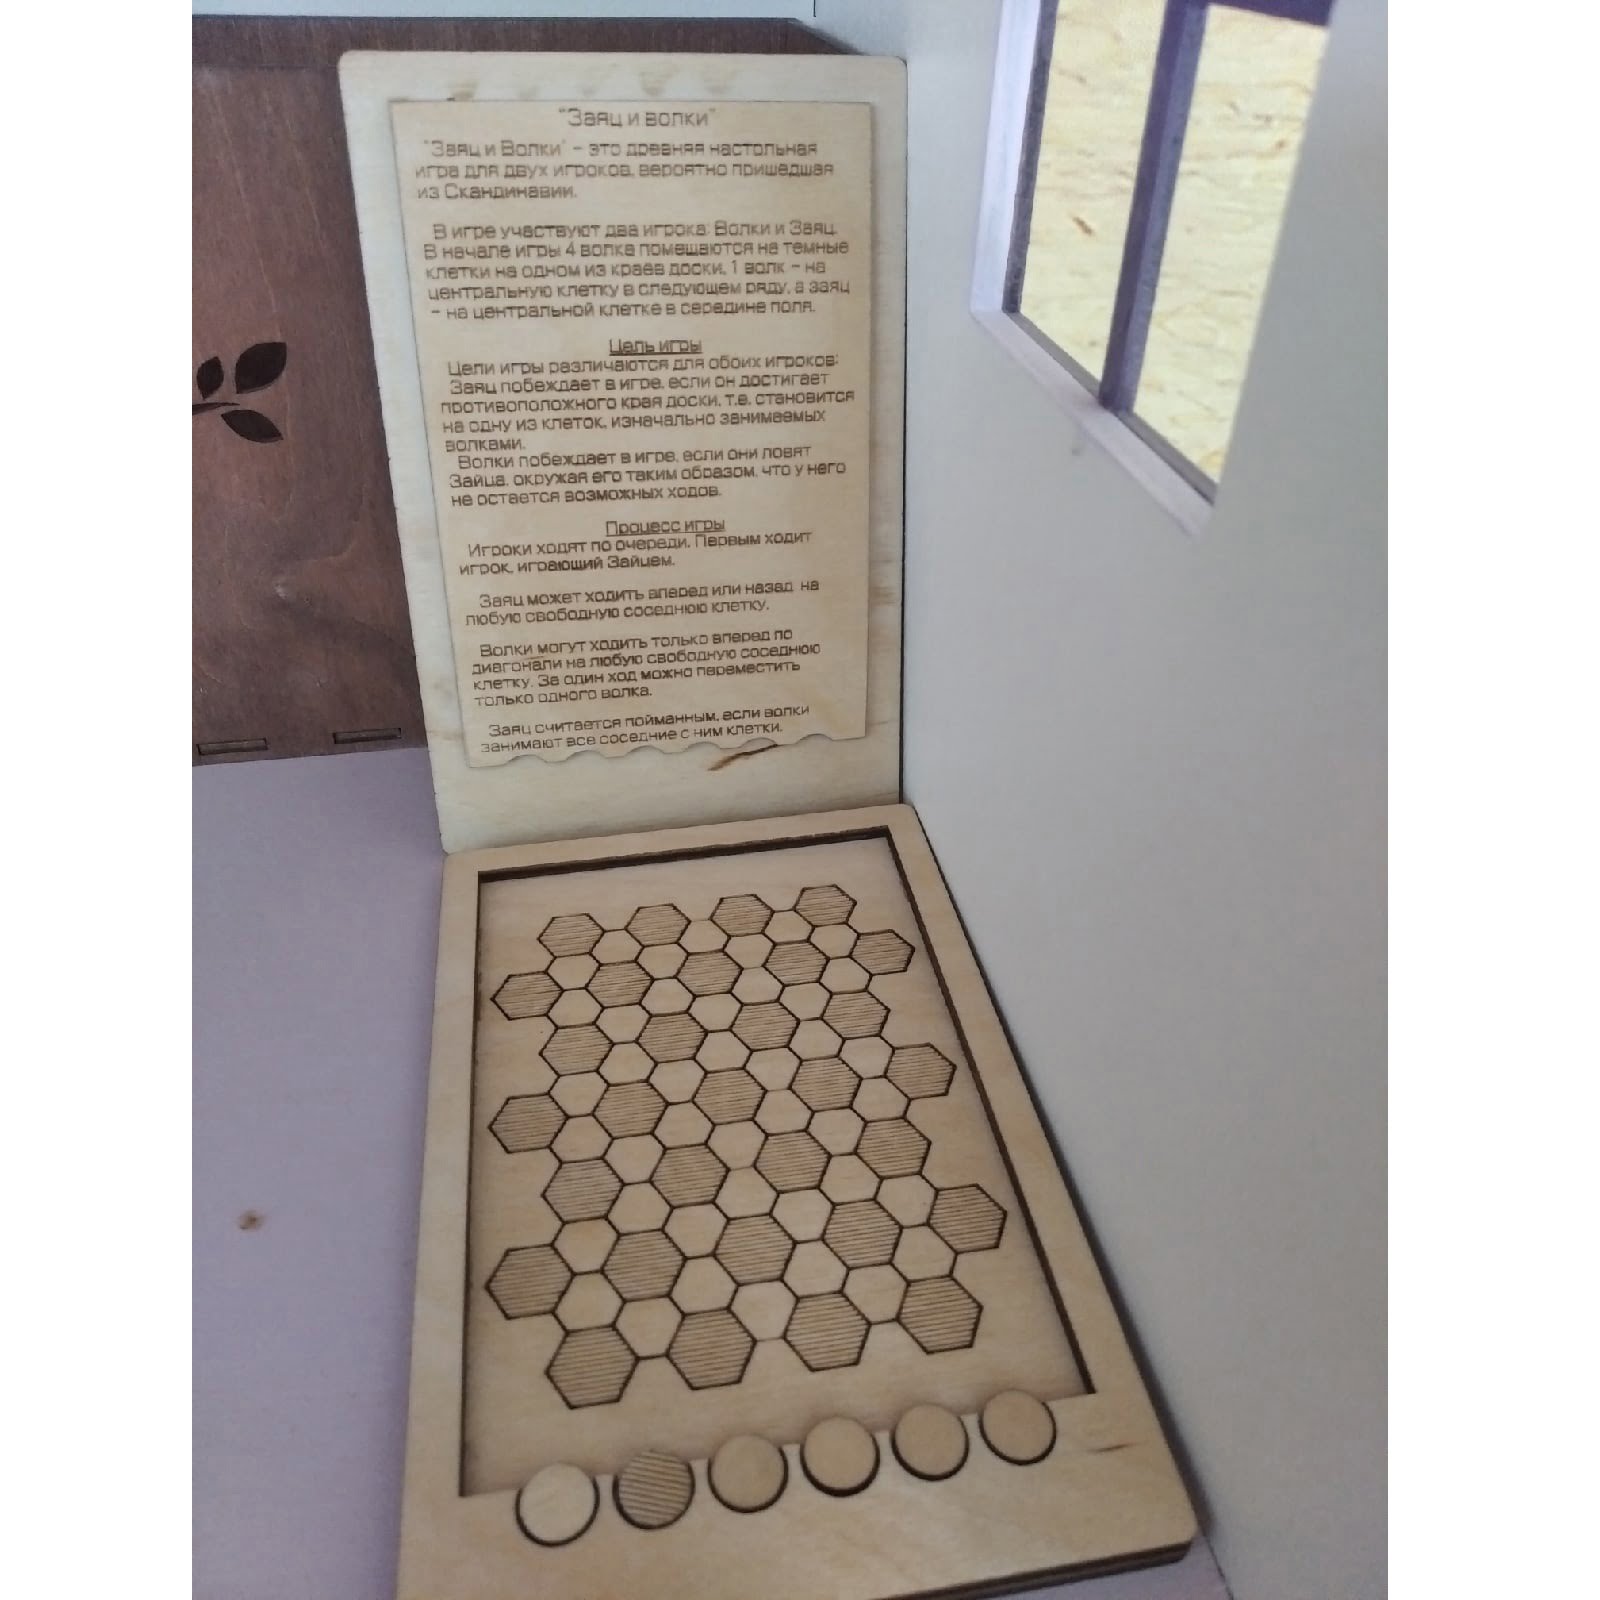 "Заяц и волки"
"Заяц и Волки" - это древняя настольная
игра для двух игроков, вероятно пришедшая
из Скандинавии.
В игре участвуют два игрока: Волки и Заяц.
В начале игры 4 волка помещаются на темные
клетки на одном из краёв доски, 1 волк - на
центральную клетку в следующем ряду, а заяц
- на центральной клетке в середине поля.
Цель игры
Цели игры различаются для обоих игроков:
Заяц побеждает в игре, если он достигает
противоположного края доски, т.е. становится
на одну из клеток, изначально занимаемых
волками.
Волки побеждает в игре, если они ловят
Зайца, окружая его таким образом, что у него
не остается возможных ходов.
Процесс игры
Игроки ходят по очереди. Первым ходит
игрок, играющий Зайцем.
Заяц может ходить вперед или назад на
любую свободную соседнюю клетку.
Волки могут ходить только вперед по
диагонали на любую свободную соседнюю
клетку. За один ход можно переместить
только одного волка.
Заяц считается пойманным, если волки
занимают все соседние с ним клетки.